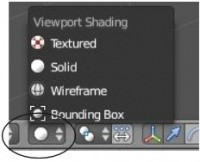 Viewport Shading
Textured
Solid
Wireframe
Bounding Box